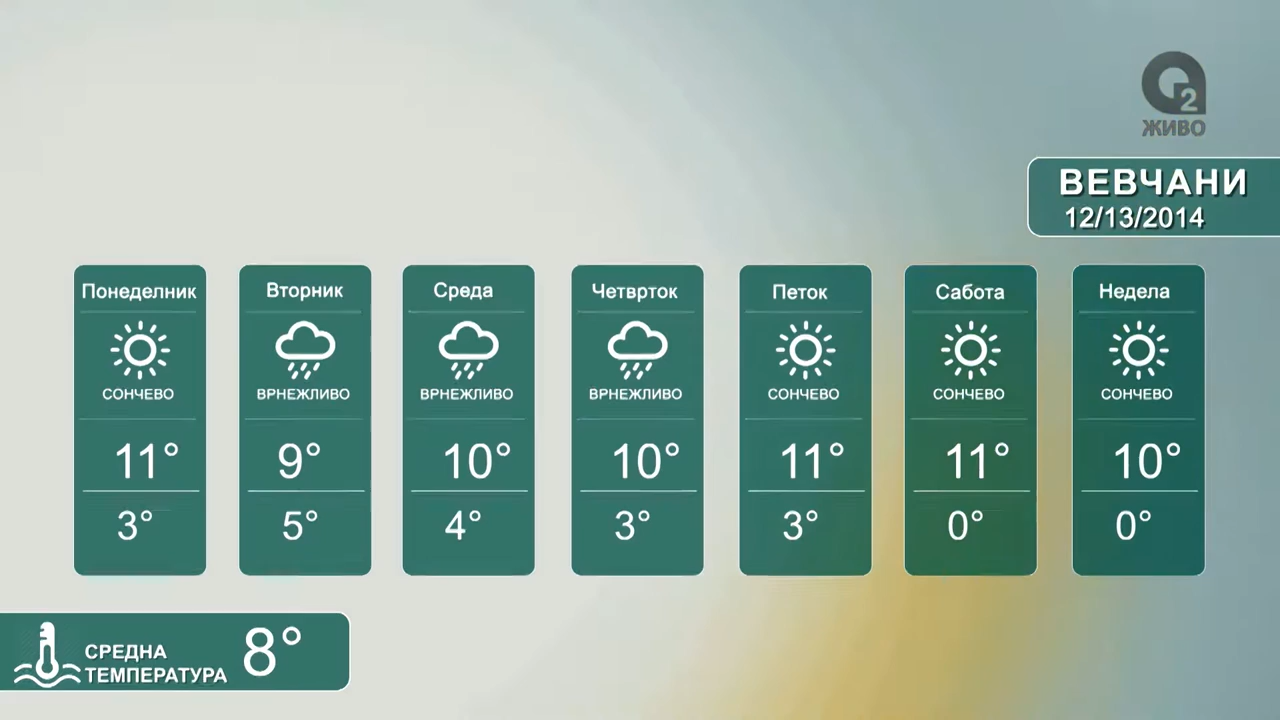 2
ЖИВО
ВЕВЧАНИ
12/13/2014
Понеделник
СОНЧЕВО
11°
3°
Вторник
ВРНЕЖЛИВО
9°
5°
Среда
ВРНЕЖЛИВО
10°
4°
Четврток
ВРНЕЖЛИВО
10°
3°
Петок
СОНЧЕВО
11°
3°
Сабота
СОНЧЕВО
11°
0°
Недела
СОНЧЕВО
10°
0°
СРЕДНА
ТЕМПЕРАТУРА
8°